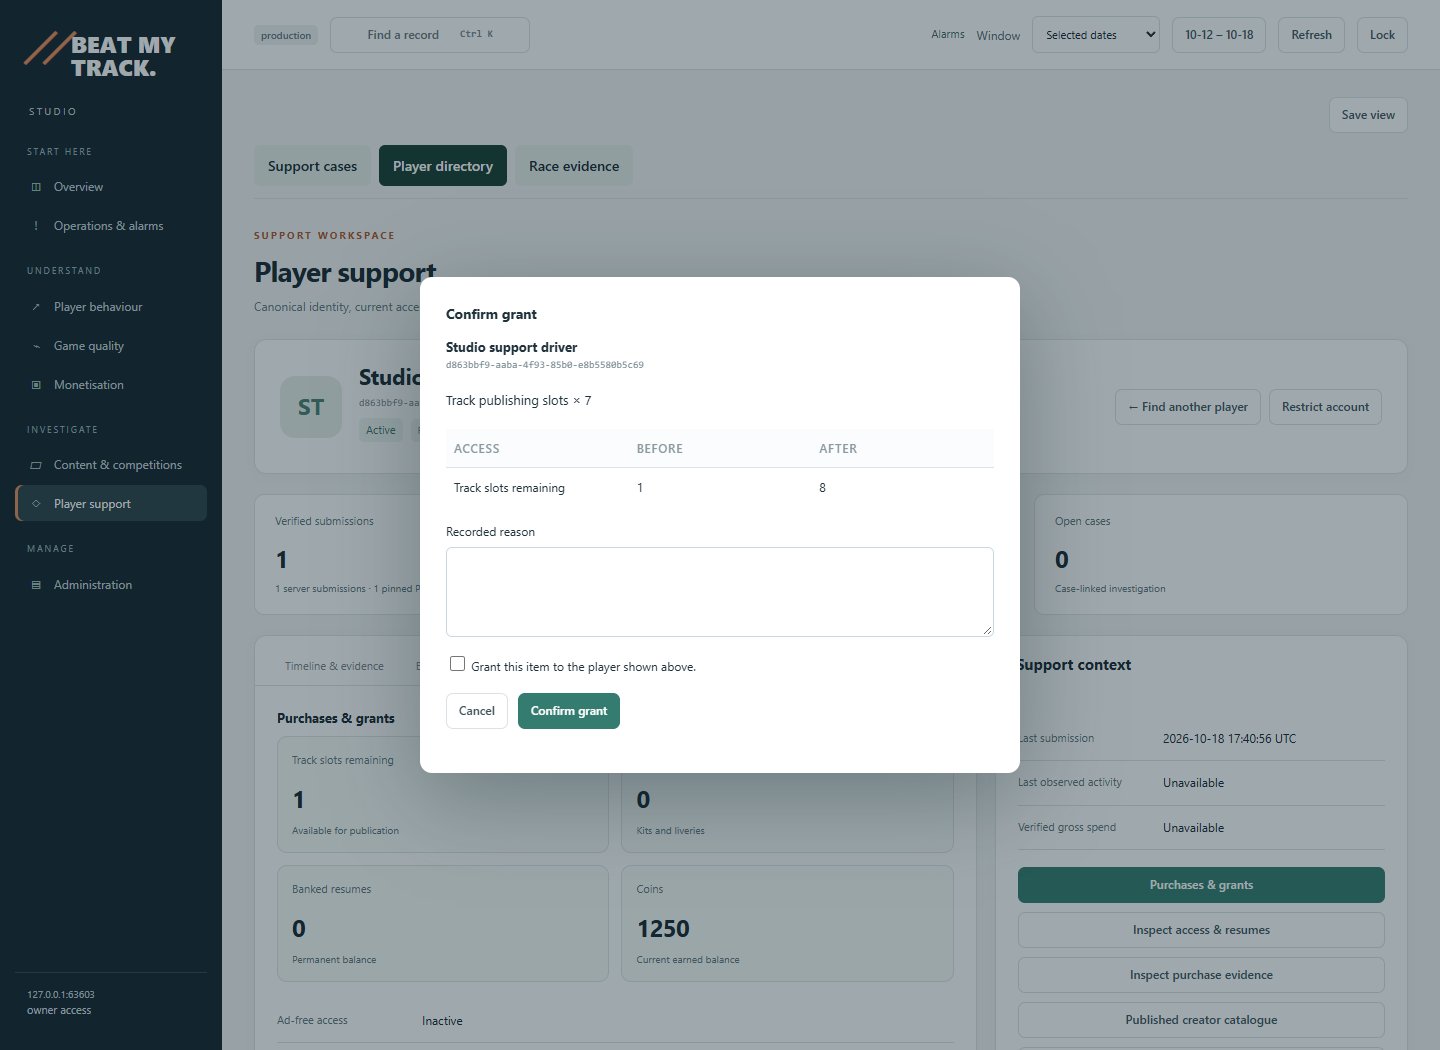 BEAT MY
TRACK.
STUDIO
START HERE
Overview
Operations & alarms
UNDERSTAND
Player behaviour
Game quality
Monetisation
INVESTIGATE
Content & competitions
Player support
MANAGE
Administration
127.0.0.1:63603
owner access
production
Find a record Ctrl K
Alarms Window Selected dates 10-12 – 10-18 Refresh Lock
Save view
Support cases Player directory Race evidence
SUPPORT WORKSPACE
Player support
Canonical identity, current acce
ST
Studic
d863bbf9-aa
Active
← Find another player Restrict account
Verified submissions
1
1 server submissions · 1 pinned P
Open cases
0
Case-linked investigation
Timeline & evidence
Purchases & grants
Track slots remaining
1
Available for publication
0
Kits and liveries
Banked resumes
0
Permanent balance
Coins
1250
Current earned balance
Ad-free access Inactive
Support context
Last submission 2026-10-18 17:40:56 UTC
Last observed activity Unavailable
Verified gross spend Unavailable
Purchases & grants
Inspect access & resumes
Inspect purchase evidence
Published creator catalogue
Confirm grant
Studio support driver
d863bbf9-aaba-4f93-85b0-e8b5580b5c69
Track publishing slots × 7
ACCESS BEFORE AFTER
Track slots remaining 1 8
Recorded reason
Grant this item to the player shown above.
Cancel Confirm grant